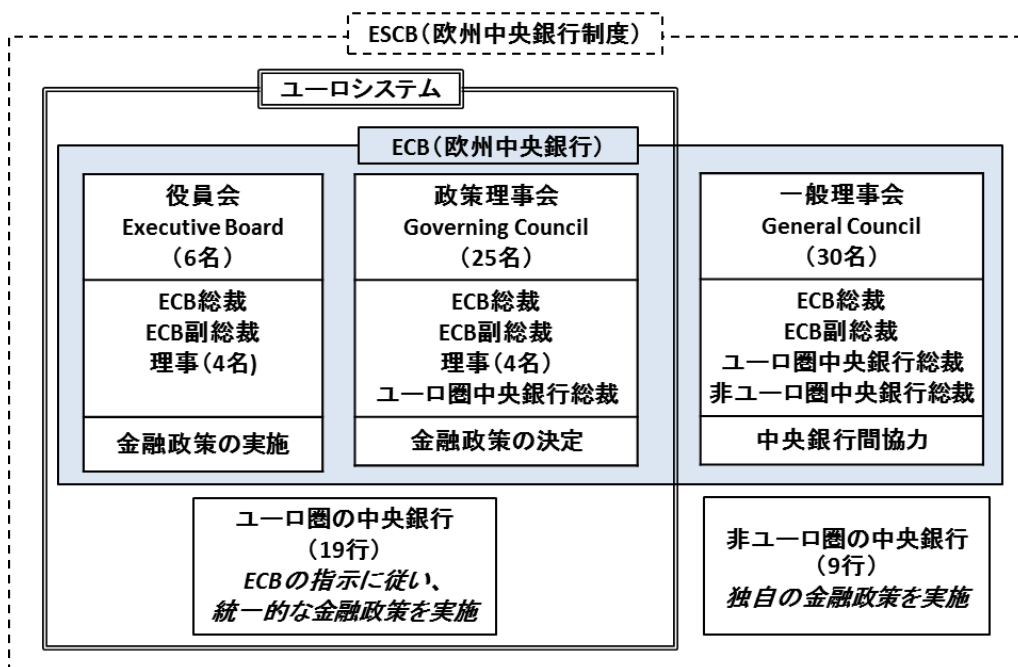 ESCB（欧州中央銀行制度）
ユーロシステム
ECB（欧州中央銀行）
役員会
Executive Board
（6名）
ECB総裁
ECB副総裁
理事（4名）
金融政策の実施
政策理事会
Governing Council
（25名）
ECB総裁
ECB副総裁
理事（4名）
ユーロ圏中央銀行総裁
金融政策の決定
一般理事会
General Council
（30名）
ECB総裁
ECB副総裁
ユーロ圏中央銀行総裁
非ユーロ圏中央銀行総裁
中央銀行間協力
ユーロ圏の中央銀行
（19行）
ECBの指示に従い、
統一的な金融政策を実施
非ユーロ圏の中央銀行
（9行）
独自の金融政策を実施